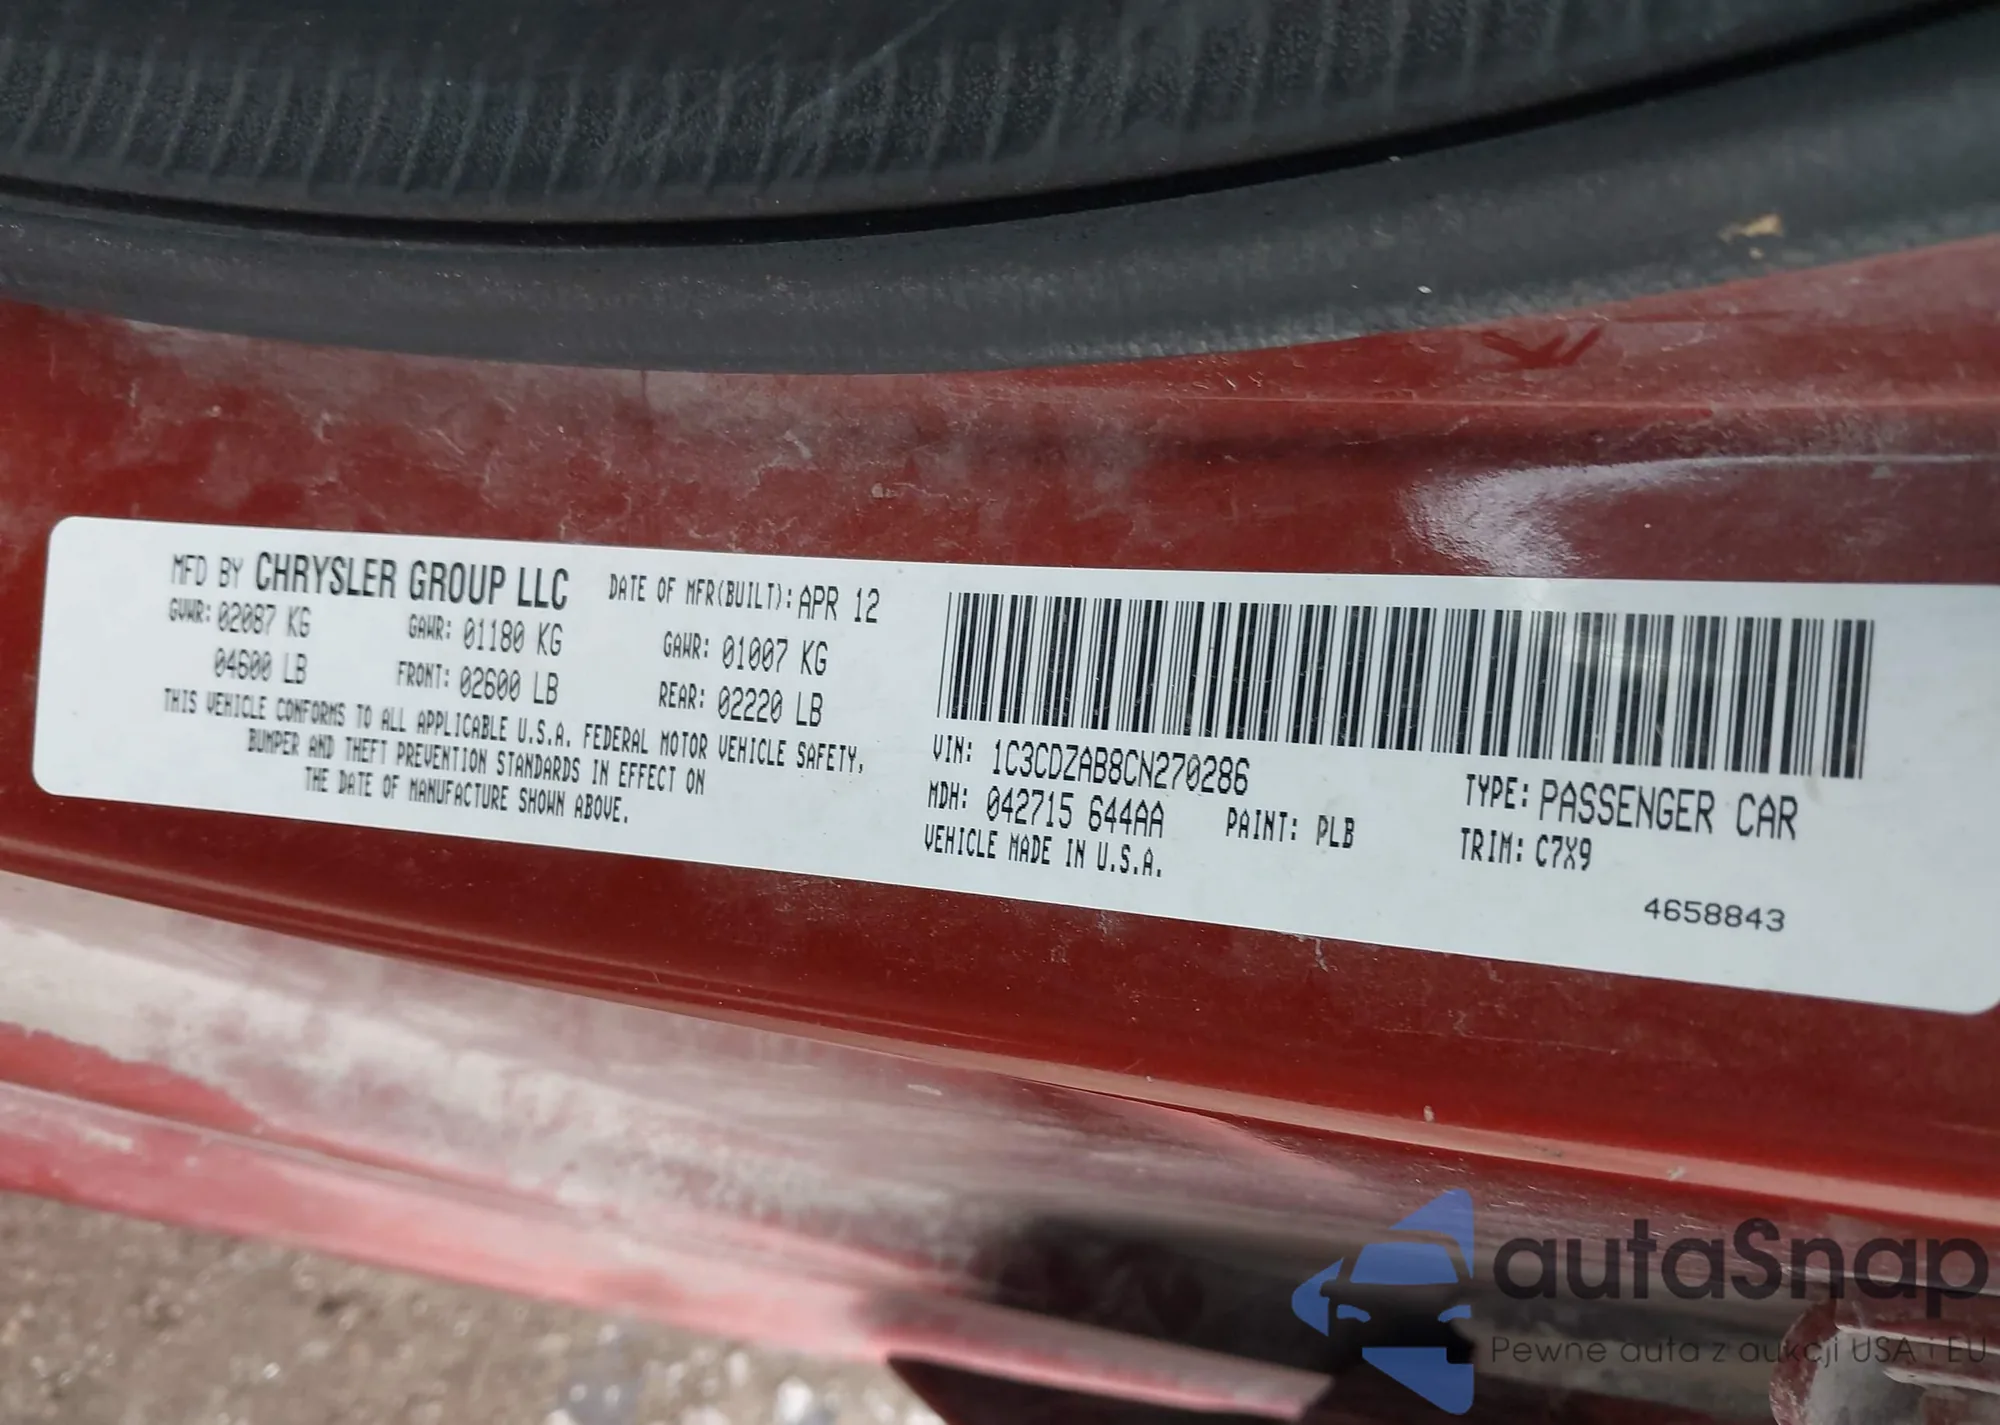 MFD BY CHRYSLER GROUP LLC DATE OF MFR(BUILT): APR 12
GVWR: 02087 KG GAWR: 01180 KG GAWR: 01007 KG
04600 LB FRONT: 02600 LB REAR: 02220 LB
THIS VEHICLE CONFORMS TO ALL APPLICABLE U.S.A. FEDERAL MOTOR VEHICLE SAFETY,
BUMPER AND THEFT PREVENTION STANDARDS IN EFFECT ON
THE DATE OF MANUFACTURE SHOWN ABOVE.
VIN: 1C3CDZAB8CN270286
MDH: 042715 644AA PAINT: PLB
VEHICLE MADE IN U.S.A.
TYPE: PASSENGER CAR
TRIM: C7X9
4658843
autaSnap
Pewne auta z aukcji USA i EU